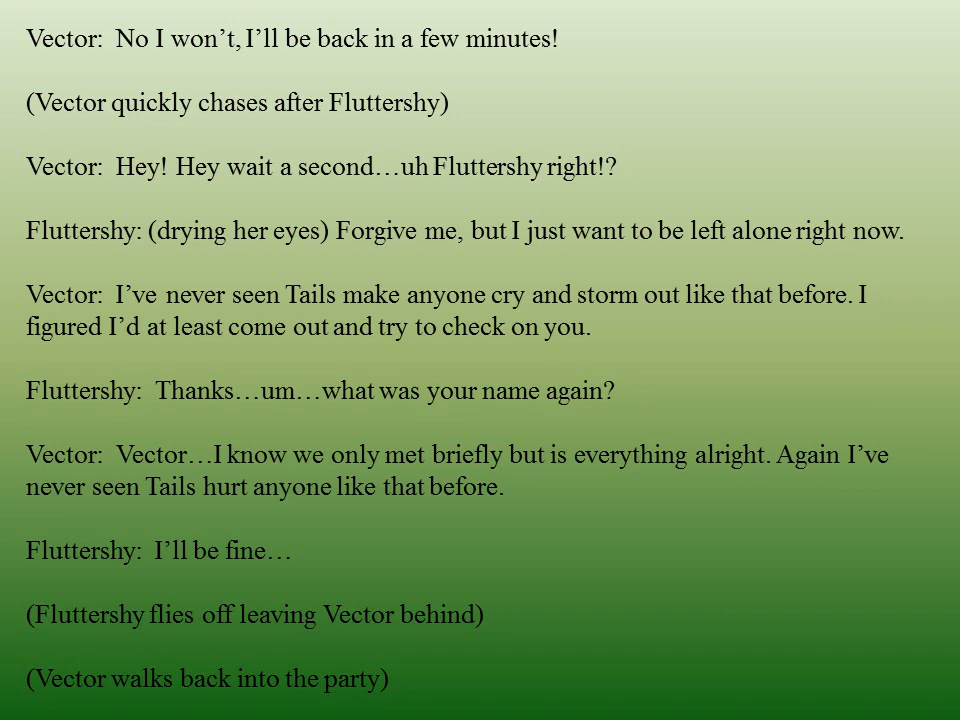 Vector:  No I won’t, I’ll be back in a few minutes!
(Vector quickly chases after Fluttershy)
Vector:  Hey! Hey wait a second…uh Fluttershy right!?
Fluttershy: (drying her eyes) Forgive me, but I just want to be left alone right now.
Vector:  I’ve never seen Tails make anyone cry and storm out like that before. I
figured I’d at least come out and try to check on you.
Fluttershy:  Thanks…um…what was your name again?
Vector:  Vector…I know we only met briefly but is everything alright. Again I’ve
never seen Tails hurt anyone like that before.
Fluttershy:  I’ll be fine…
(Fluttershy flies off leaving Vector behind)
(Vector walks back into the party)